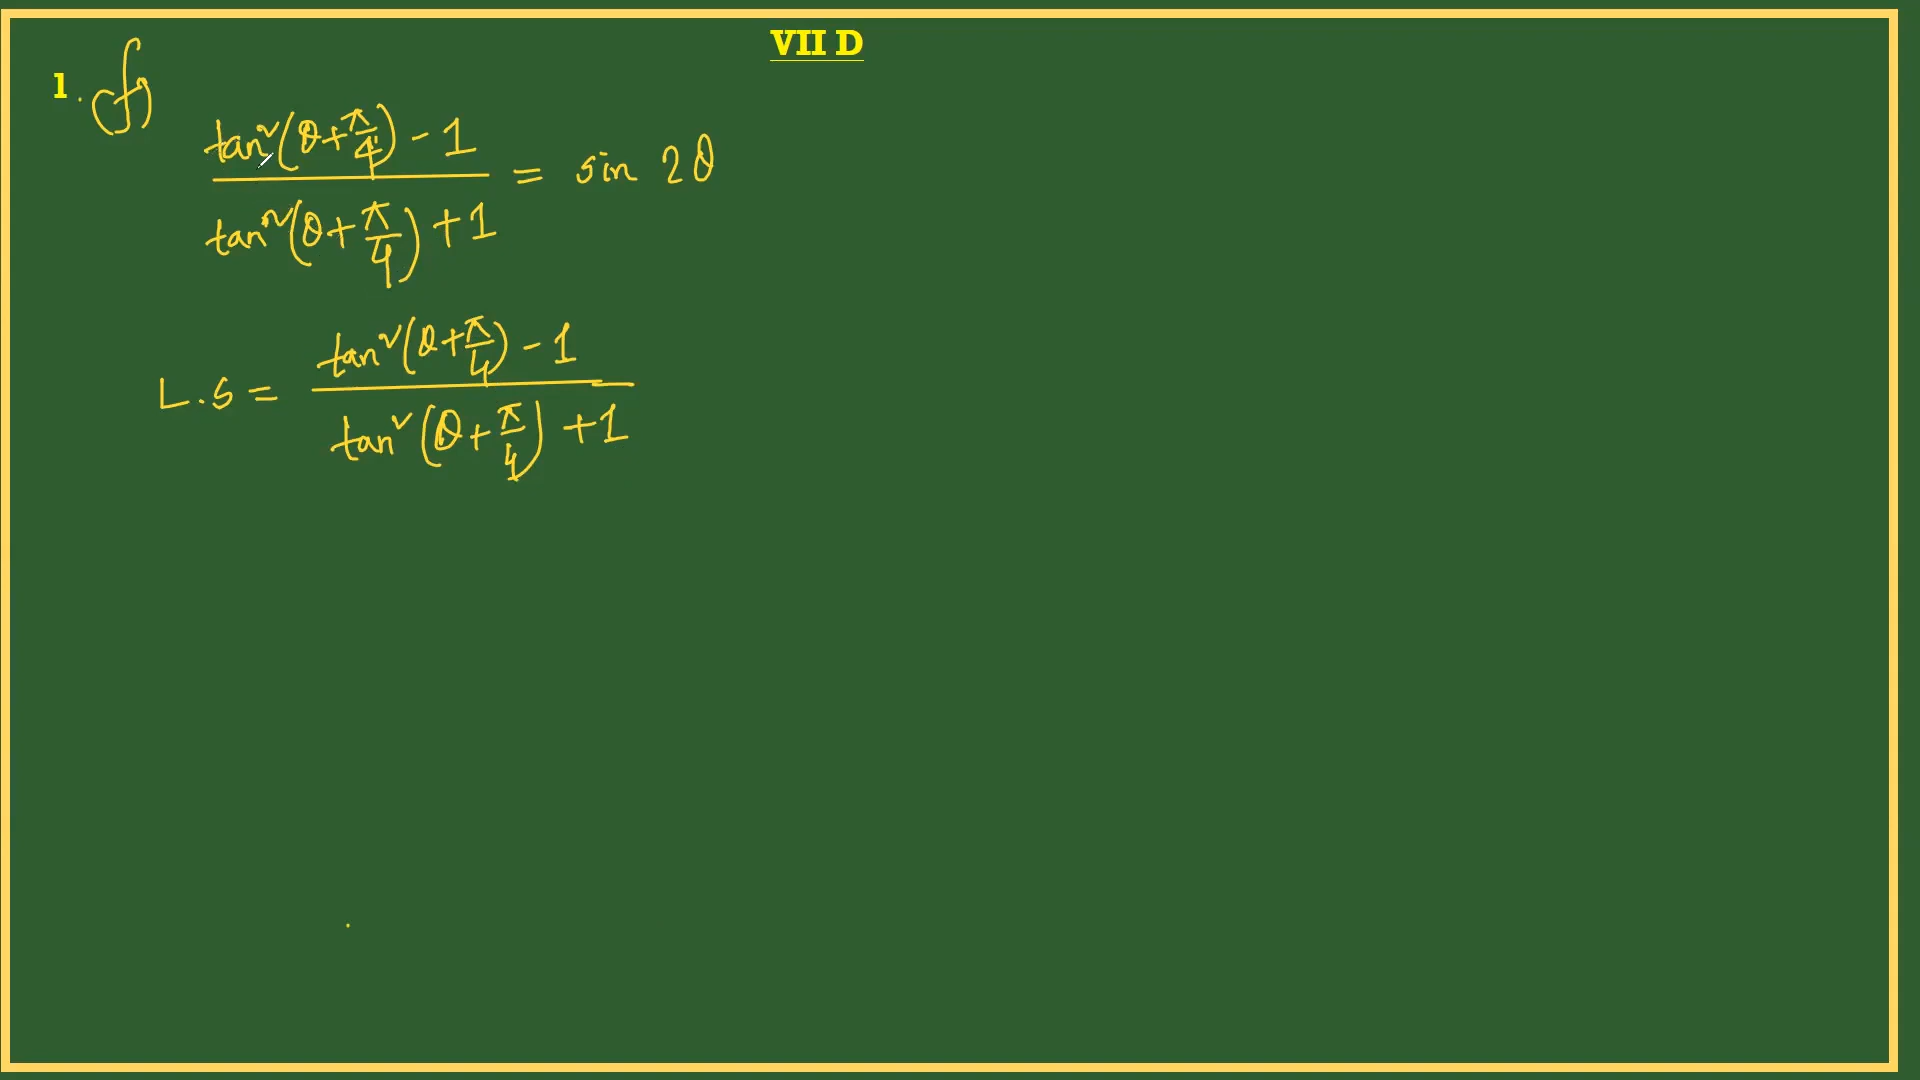 VII D
1. (f)
tan²(θ+π/4) - 1
tan²(θ+π/4) + 1
= sin 2θ
L.S =
tan²(θ+π/4) - 1
tan²(θ+π/4) + 1